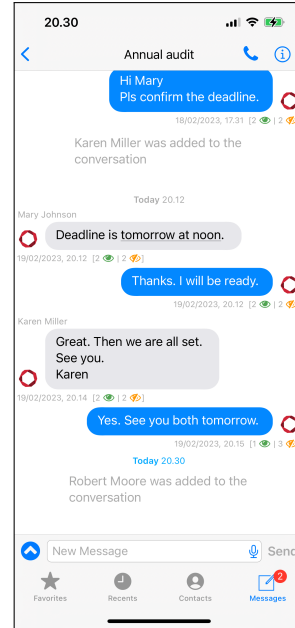 20.30
Annual audit
Hi Mary
Pls confirm the deadline.
18/02/2023, 17.31 [2 | 2
Karen Miller was added to the
conversation
Today 20.12
Mary Johnson
Deadline is tomorrow at noon.
19/02/2023, 20.12 [2 | 2 ]
Thanks. I will be ready.
19/02/2023, 20.12 [2 | 2
Karen Miller
Great. Then we are all set.
See you.
Karen
19/02/2023, 20.14 [2 | 2 ]
Yes. See you both tomorrow.
19/02/2023, 20.15 [1 | 3
Today 20.30
Robert Moore was added to the
conversation
New Message Send
2
Favorites Recents Contacts Messages